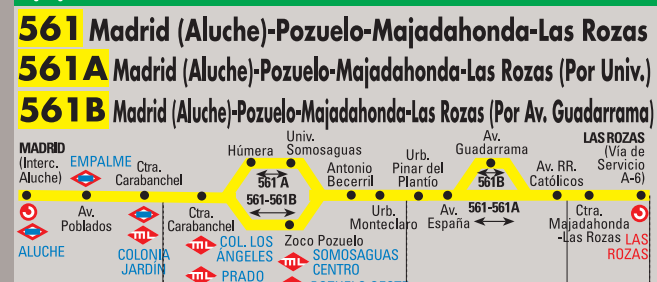 561 Madrid (Aluche)-Pozuelo-Majadahonda-Las Rozas
561A Madrid (Aluche)-Pozuelo-Majadahonda-Las Rozas (Por Univ.)
561B Madrid (Aluche)-Pozuelo-Majadahonda-Las Rozas (Por Av. Guadarrama)
MADRID
(Interc.
Aluche)
EMPALME
ALUCHE
Av.
Poblados
Ctra.
Carabanchel
ML
COLONIA
JARDÍN
Ctra.
Carabanchel
ML COL. LOS
ÁNGELES
ML PRADO
Húmera
Univ.
Somosaguas
561 A
561-561B
Zoco Pozuelo
ML SOMOSAGUAS
CENTRO
Antonio
Becerril
Urb.
Monteclaro
Urb.
Pinar del
Plantío
Av.
España
Av.
Guadarrama
561B
561-561A
Av. RR.
Católicos
Ctra.
Majadahonda
-Las Rozas
LAS ROZAS
(Vía de
Servicio
A-6)
LAS
ROZAS